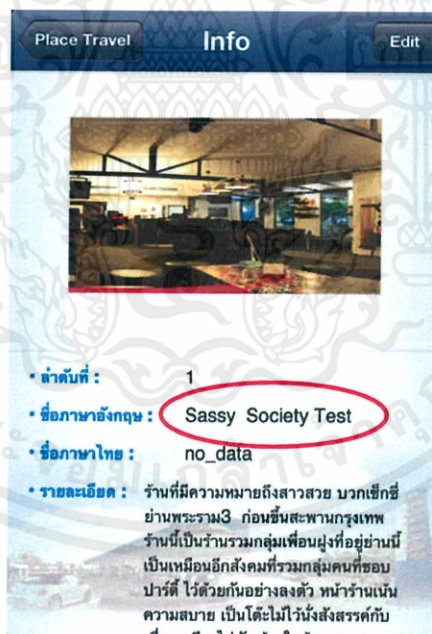 Place Travel
Info
Edit
• ลำดับที่ : 1
• ชื่อภาษาอังกฤษ : Sassy Society Test
• ชื่อภาษาไทย : no_data
• รายละเอียด : ร้านที่มีความหมายถึงสาวสวย บวกเซ็กซี่
ย่านพระราม3 ก่อนขึ้นสะพานกรุงเทพ
ร้านนี้เป็นร้านรวมกลุ่มเพื่อนฝูงที่อยู่ย่านนี้
เป็นเหมือนอีกสังคมที่รวมกลุ่มคนที่ชอบ
ปาร์ตี้ ไว้ด้วยกันอย่างลงตัว หน้าร้านเน้น
ความสบาย เป็นโต๊ะไม้ไว้นั่งสังสรรค์กับ